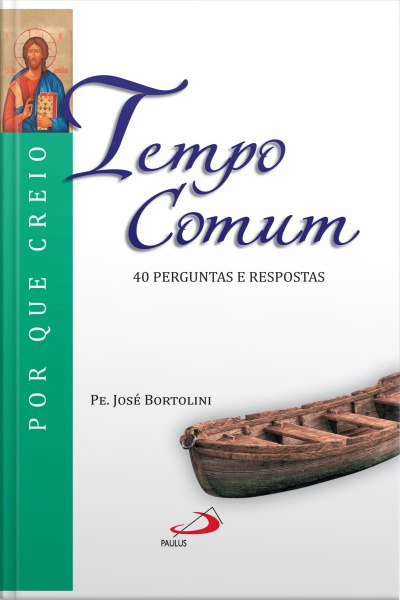 POR QUE CREIO
Tempo
Comum
40 PERGUNTAS E RESPOSTAS
PE. JOSÉ BORTOLINI
PAULUS